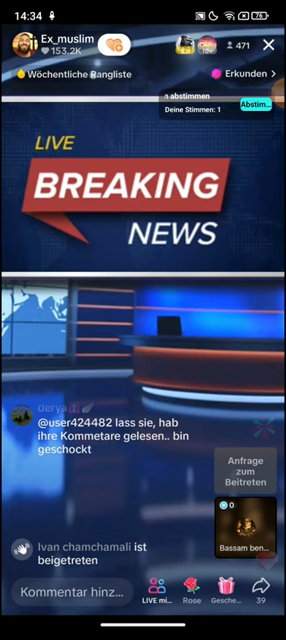 14:34
76
Ex_muslim
153.2K
471
Wöchentliche Rangliste
Erkunden >
abstimmen
Deine Stimmen: 1
Abstim...
LIVE
BREAKING
NEWS
derya
@user424482 lass sie, hab
ihre Kommetare gelesen.. bin
geschockt
Anfrage
zum
Beitreten
0
Bassam ben...
Ivan chamchamali ist
beigetreten
Kommentar hinz...
LIVE mi...
Rose
Gesche...
39